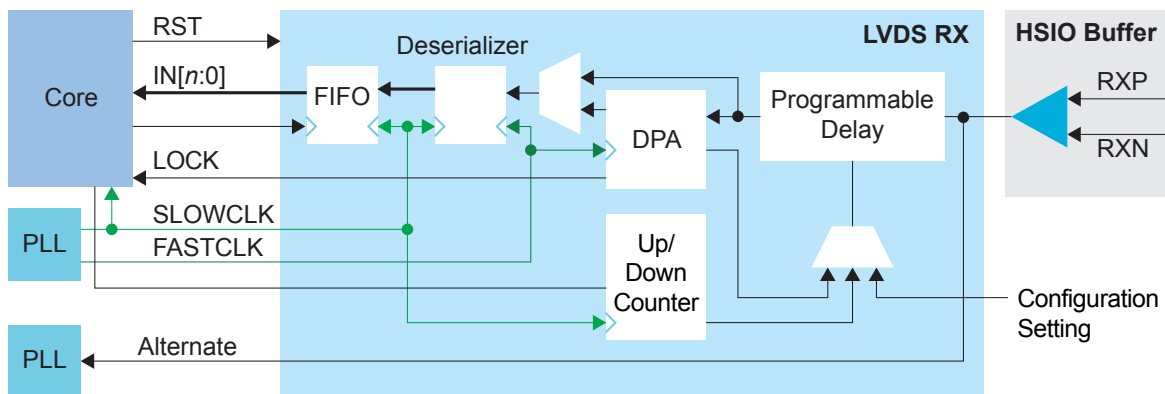 RST
LVDS RX
HSIO Buffer
Deserializer
IN[n:0]
Core
FIFO
Programmable
Delay
RXP
RXN
DPA
LOCK
SLOWCLK
PLL
FASTCLK
Up/
Down
Counter
Configuration
Setting
PLL
Alternate